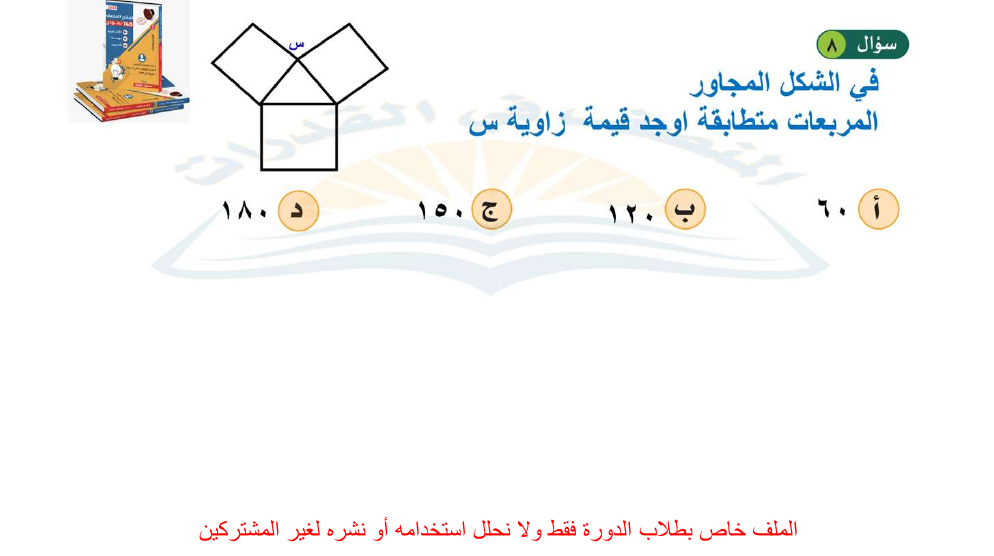 سؤال ٨
في الشكل المجاور
المربعات متطابقة اوجد قيمة زاوية س
س
أ ٦٠
ب ١٢٠
ج ١٥٠
د ١٨٠
الملف خاص بطلاب الدورة فقط ولا نحلل استخدامه أو نشره لغير المشتركين